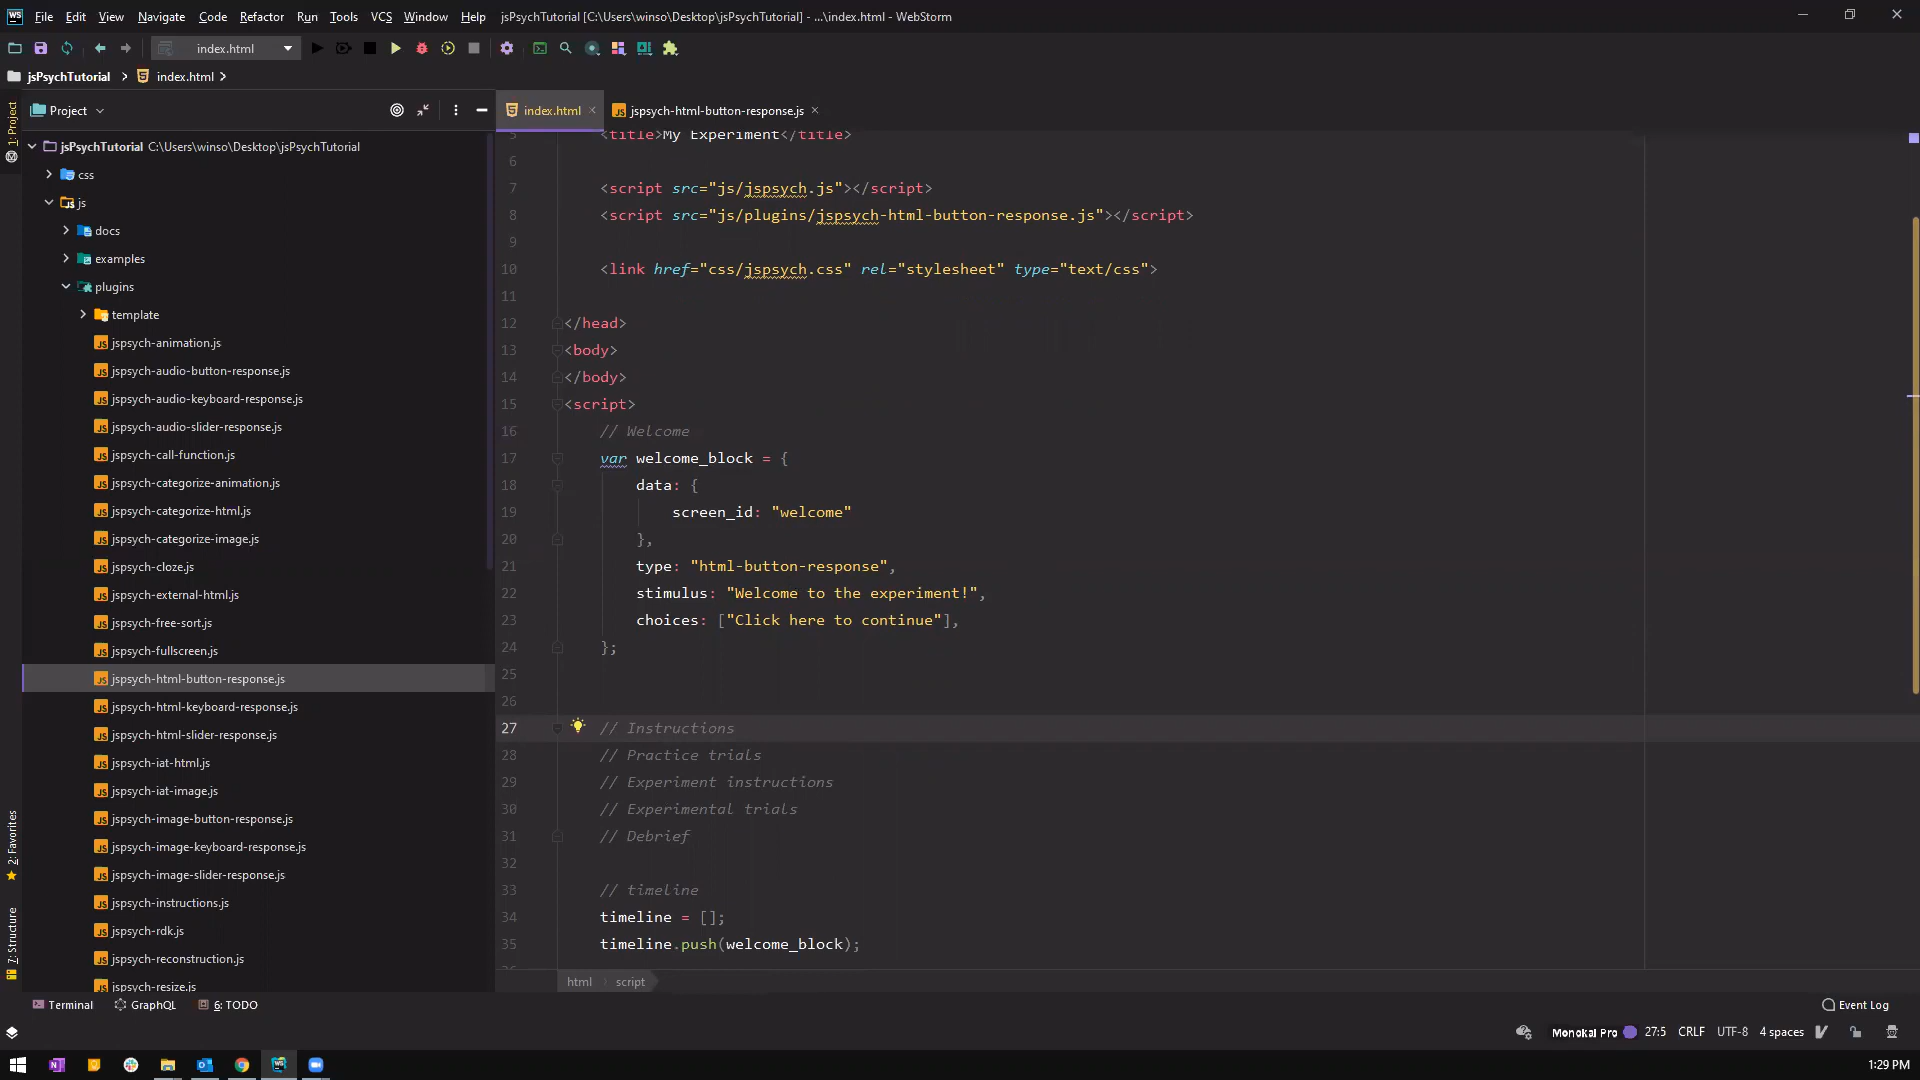 File Edit View Navigate Code Refactor Run Tools VCS Window Help jsPsychTutorial [C:\Users\winso\Desktop\jsPsychTutorial] - ...\index.html - WebStorm
index.html
jsPsychTutorial index.html
Project
index.html
jspsych-html-button-response.js
1: Project
jsPsychTutorial C:\Users\winso\Desktop\jsPsychTutorial
css
js
docs
examples
plugins
template
jspsych-animation.js
jspsych-audio-button-response.js
jspsych-audio-keyboard-response.js
jspsych-audio-slider-response.js
jspsych-call-function.js
jspsych-categorize-animation.js
jspsych-categorize-html.js
jspsych-categorize-image.js
jspsych-cloze.js
jspsych-external-html.js
jspsych-free-sort.js
jspsych-fullscreen.js
jspsych-html-button-response.js
jspsych-html-keyboard-response.js
jspsych-html-slider-response.js
jspsych-iat-html.js
jspsych-iat-image.js
jspsych-image-button-response.js
jspsych-image-keyboard-response.js
jspsych-image-slider-response.js
jspsych-instructions.js
jspsych-rdk.js
jspsych-reconstruction.js
jspsych-resize.js
2: Favorites
7: Structure
5 <title>My Experiment</title>
6
7 <script src="js/jspsych.js"></script>
8 <script src="js/plugins/jspsych-html-button-response.js"></script>
9
10 <link href="css/jspsych.css" rel="stylesheet" type="text/css">
11
12 </head>
13 <body>
14 </body>
15 <script>
16 // Welcome
17 var welcome_block = {
18 data: {
19 screen_id: "welcome"
20 },
21 type: "html-button-response",
22 stimulus: "Welcome to the experiment!",
23 choices: ["Click here to continue"],
24 };
25
26
27 // Instructions
28 // Practice trials
29 // Experiment instructions
30 // Experimental trials
31 // Debrief
32
33 // timeline
34 timeline = [];
35 timeline.push(welcome_block);
html script
Terminal GraphQL 6: TODO Event Log
Monokai Pro 27:5 CRLF UTF-8 4 spaces
1:29 PM